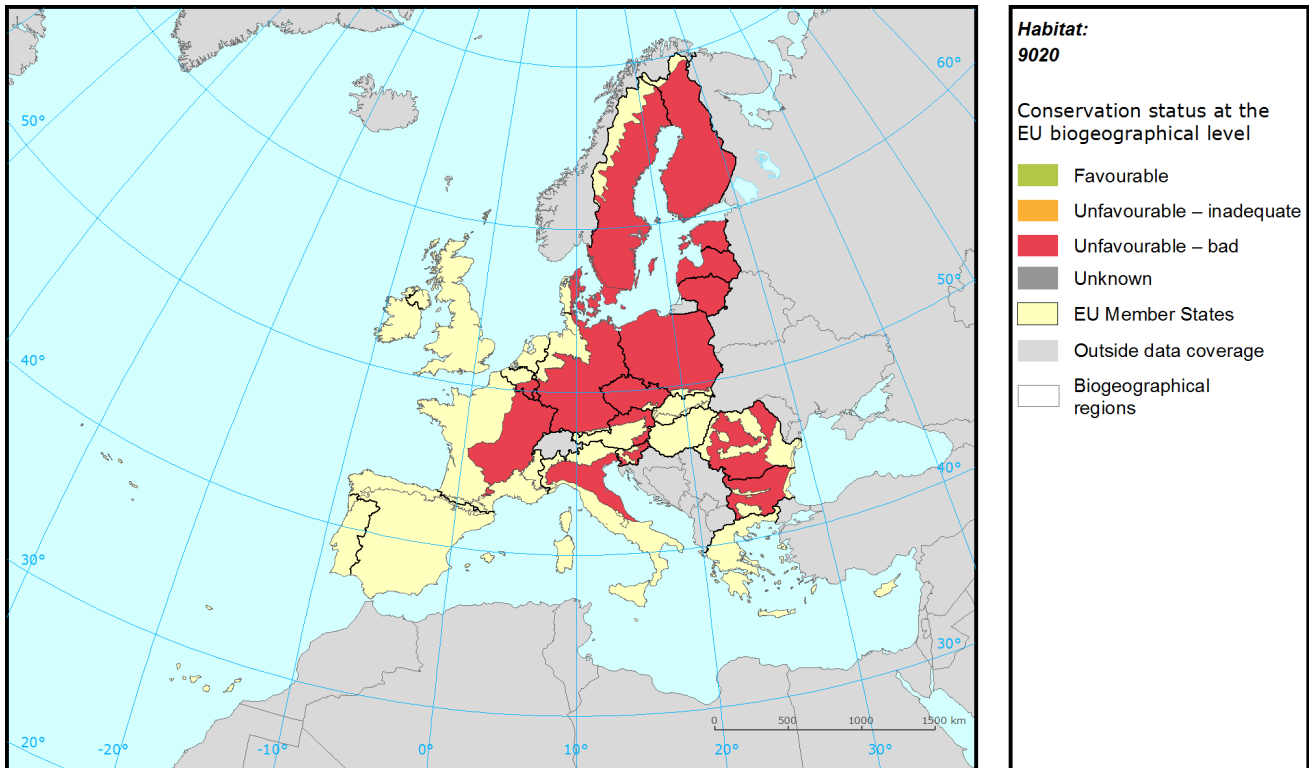 Habitat:
9020
Conservation status at the
EU biogeographical level
Favourable
Unfavourable – inadequate
Unfavourable – bad
Unknown
EU Member States
Outside data coverage
Biogeographical
regions
60°
50°
50°
40°
40°
30°
30°
20°
-20°
-10°
0°
10°
20°
30°
0
500
1000
1500 km